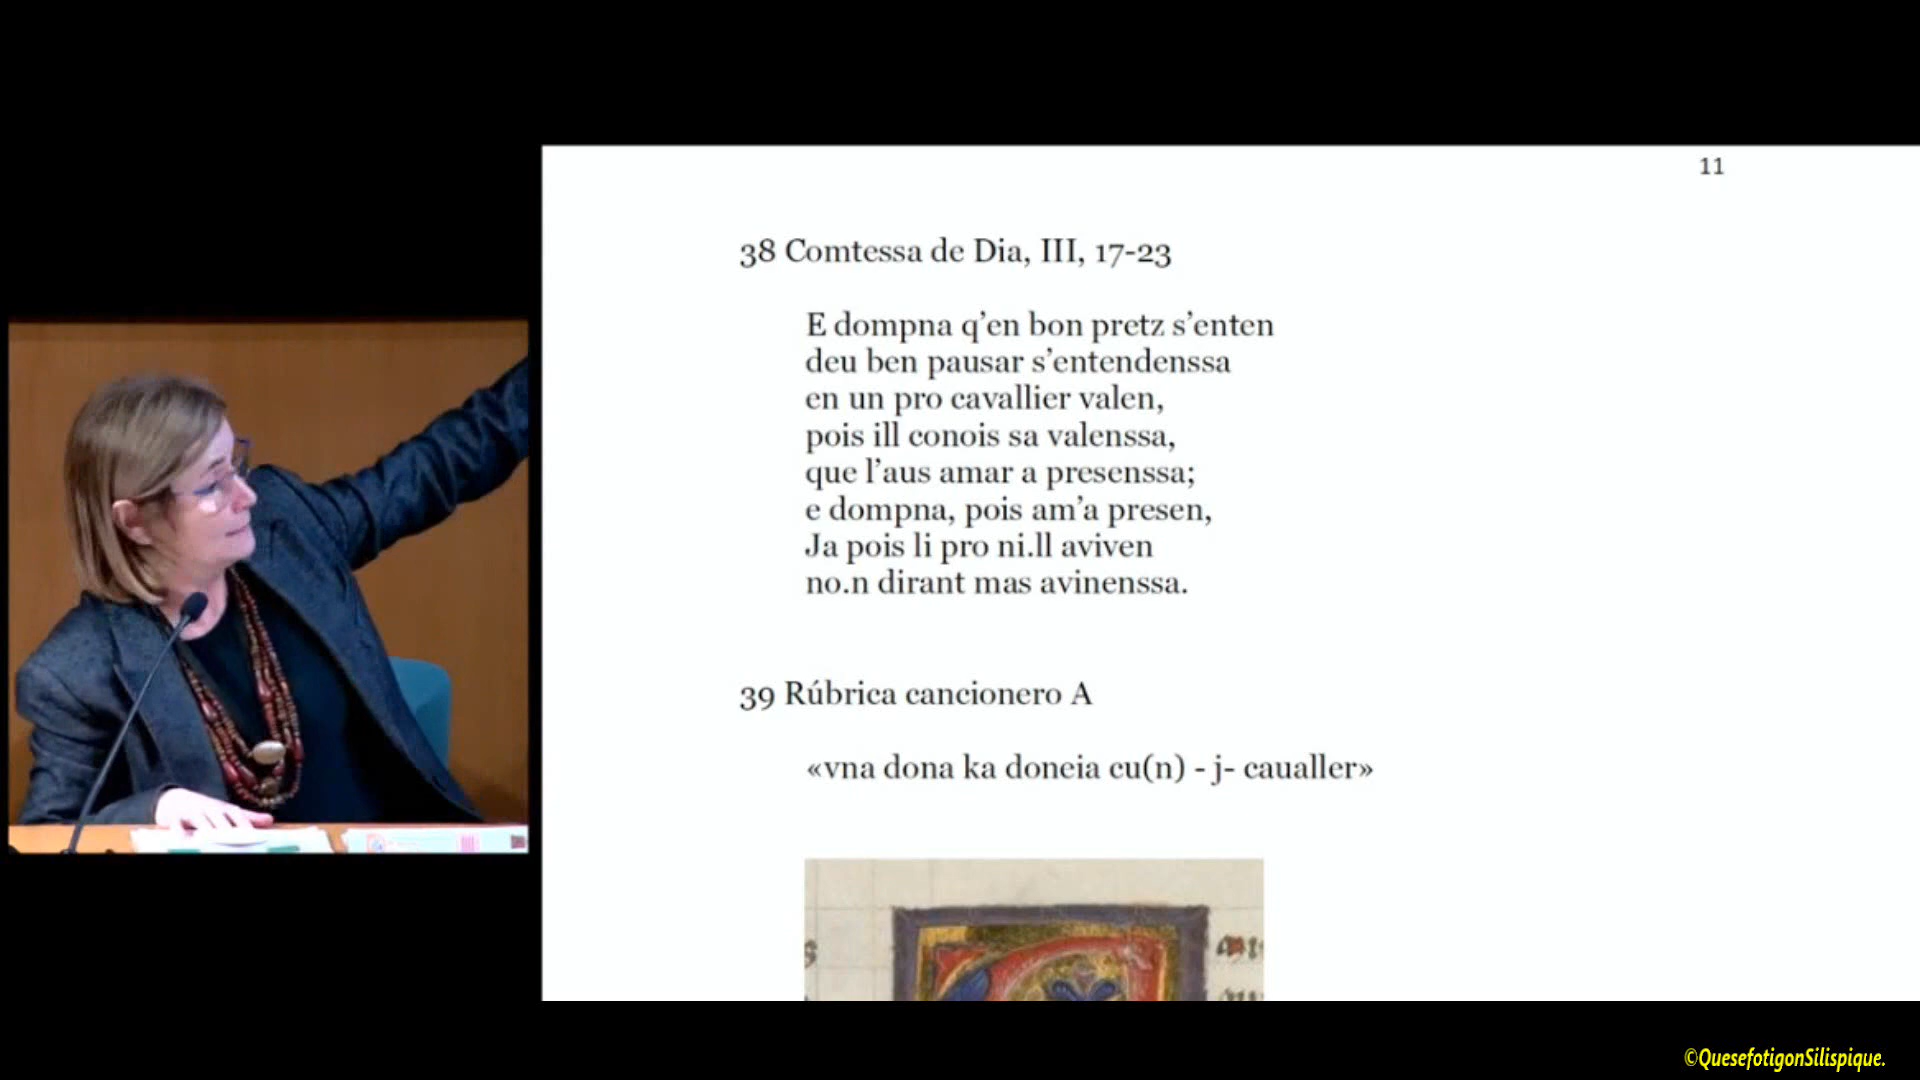 11
38 Comtessa de Dia, III, 17-23
E dompna q’en bon pretz s’enten
deu ben pausar s’entendenssa
en un pro cavallier valen,
pois ill conois sa valenssa,
que l’aus amar a presenssa;
e dompna, pois am’a presen,
Ja pois li pro ni.ll aviven
no.n dirant mas avinenssa.
39 Rúbrica cancionero A
«vna dona ka doneia cu(n) - j- caualler»
©QuesefotigonSilispique.